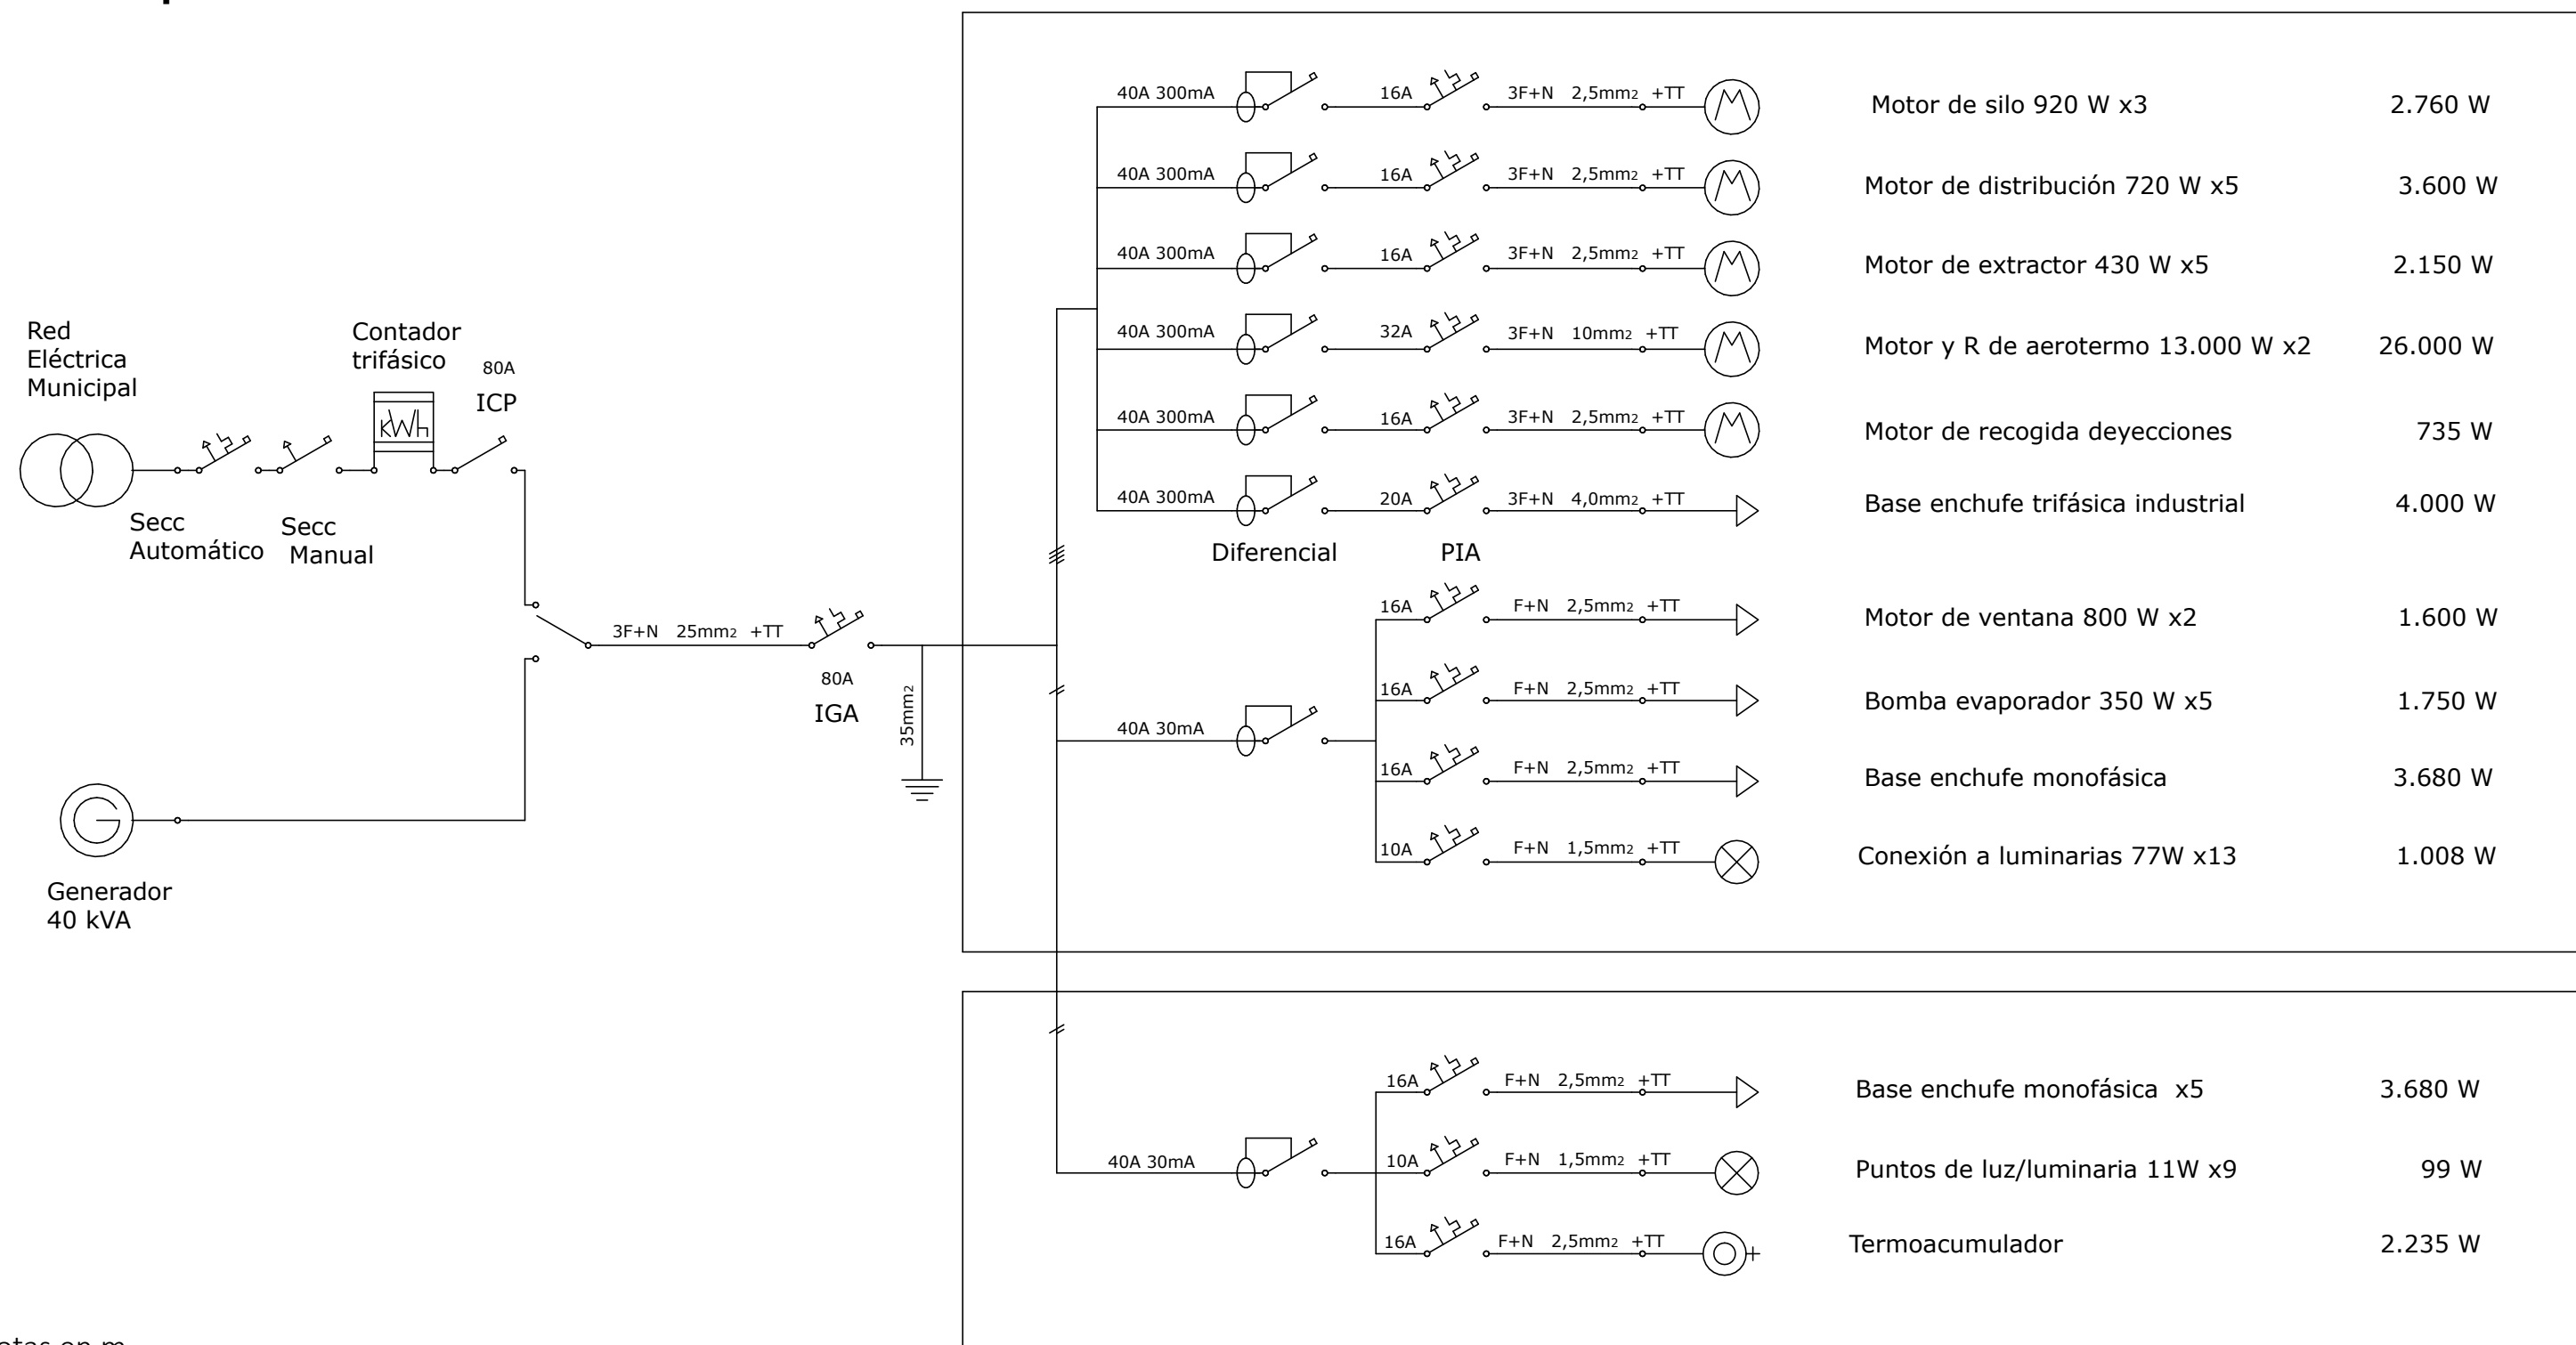 40A 300mA 16A 3F+N 2,5mm2 +TT Motor de silo 920 W x3 2.760 W
40A 300mA 16A 3F+N 2,5mm2 +TT Motor de distribución 720 W x5 3.600 W
40A 300mA 16A 3F+N 2,5mm2 +TT Motor de extractor 430 W x5 2.150 W
40A 300mA 32A 3F+N 10mm2 +TT Motor y R de aerotermo 13.000 W x2 26.000 W
40A 300mA 16A 3F+N 2,5mm2 +TT Motor de recogida deyecciones 735 W
40A 300mA 20A 3F+N 4,0mm2 +TT Base enchufe trifásica industrial 4.000 W
Diferencial PIA
Red
Eléctrica
Municipal
Contador
trifásico
80A
ICP
kWh
Secc
Automático
Secc
Manual
3F+N 25mm2 +TT
80A
IGA
35mm2
Generador
40 kVA
16A F+N 2,5mm2 +TT Motor de ventana 800 W x2 1.600 W
16A F+N 2,5mm2 +TT Bomba evaporador 350 W x5 1.750 W
40A 30mA
16A F+N 2,5mm2 +TT Base enchufe monofásica 3.680 W
10A F+N 1,5mm2 +TT Conexión a luminarias 77W x13 1.008 W
16A F+N 2,5mm2 +TT Base enchufe monofásica x5 3.680 W
40A 30mA 10A F+N 1,5mm2 +TT Puntos de luz/luminaria 11W x9 99 W
16A F+N 2,5mm2 +TT Termoacumulador 2.235 W